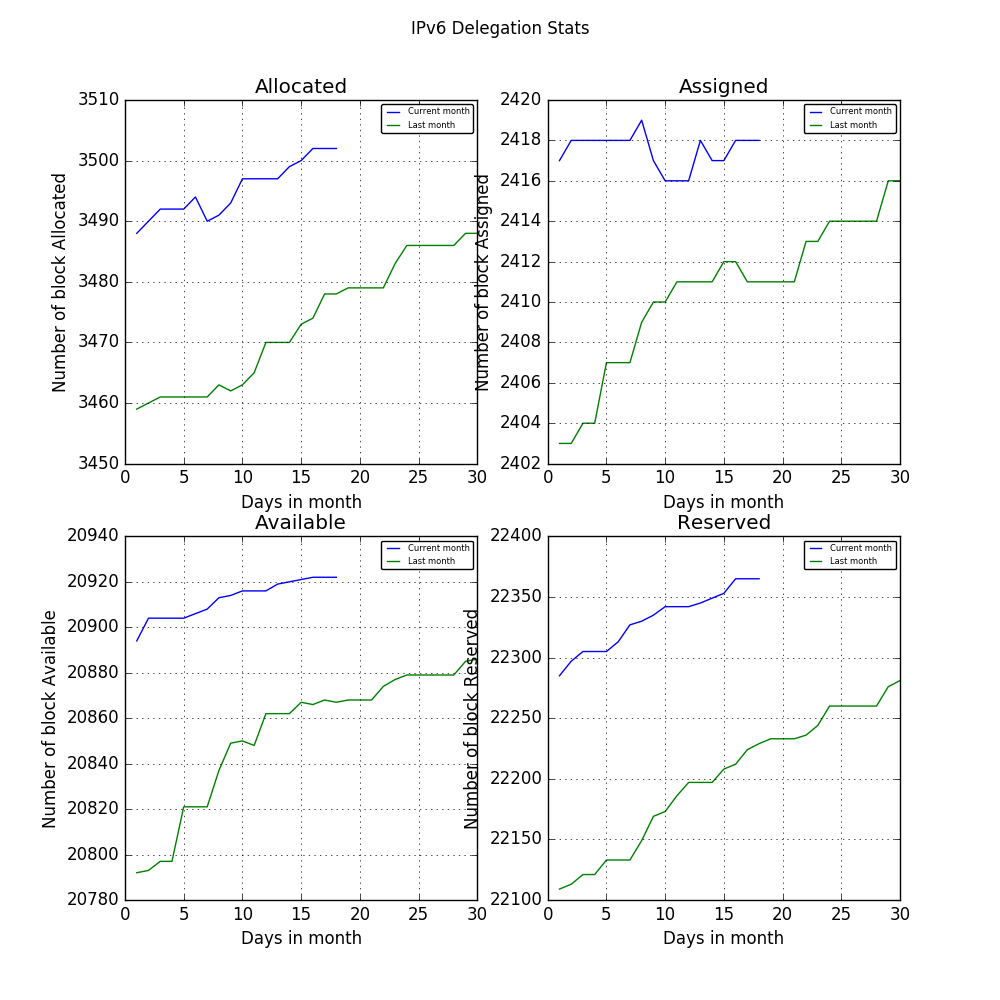 IPv6 Delegation Stats
Allocated
3510
3500
3490
3480
3470
3460
3450
Number of block Allocated
Current month
Last month
0 5 10 15 20 25 30
Days in month
Assigned
2420
2418
2416
2414
2412
2410
2408
2406
2404
2402
Number of block Assigned
Current month
Last month
0 5 10 15 20 25 30
Days in month
Available
20940
20920
20900
20880
20860
20840
20820
20800
20780
Number of block Available
Current month
Last month
0 5 10 15 20 25 30
Days in month
Reserved
22400
22350
22300
22250
22200
22150
22100
Number of block Reserved
Current month
Last month
0 5 10 15 20 25 30
Days in month